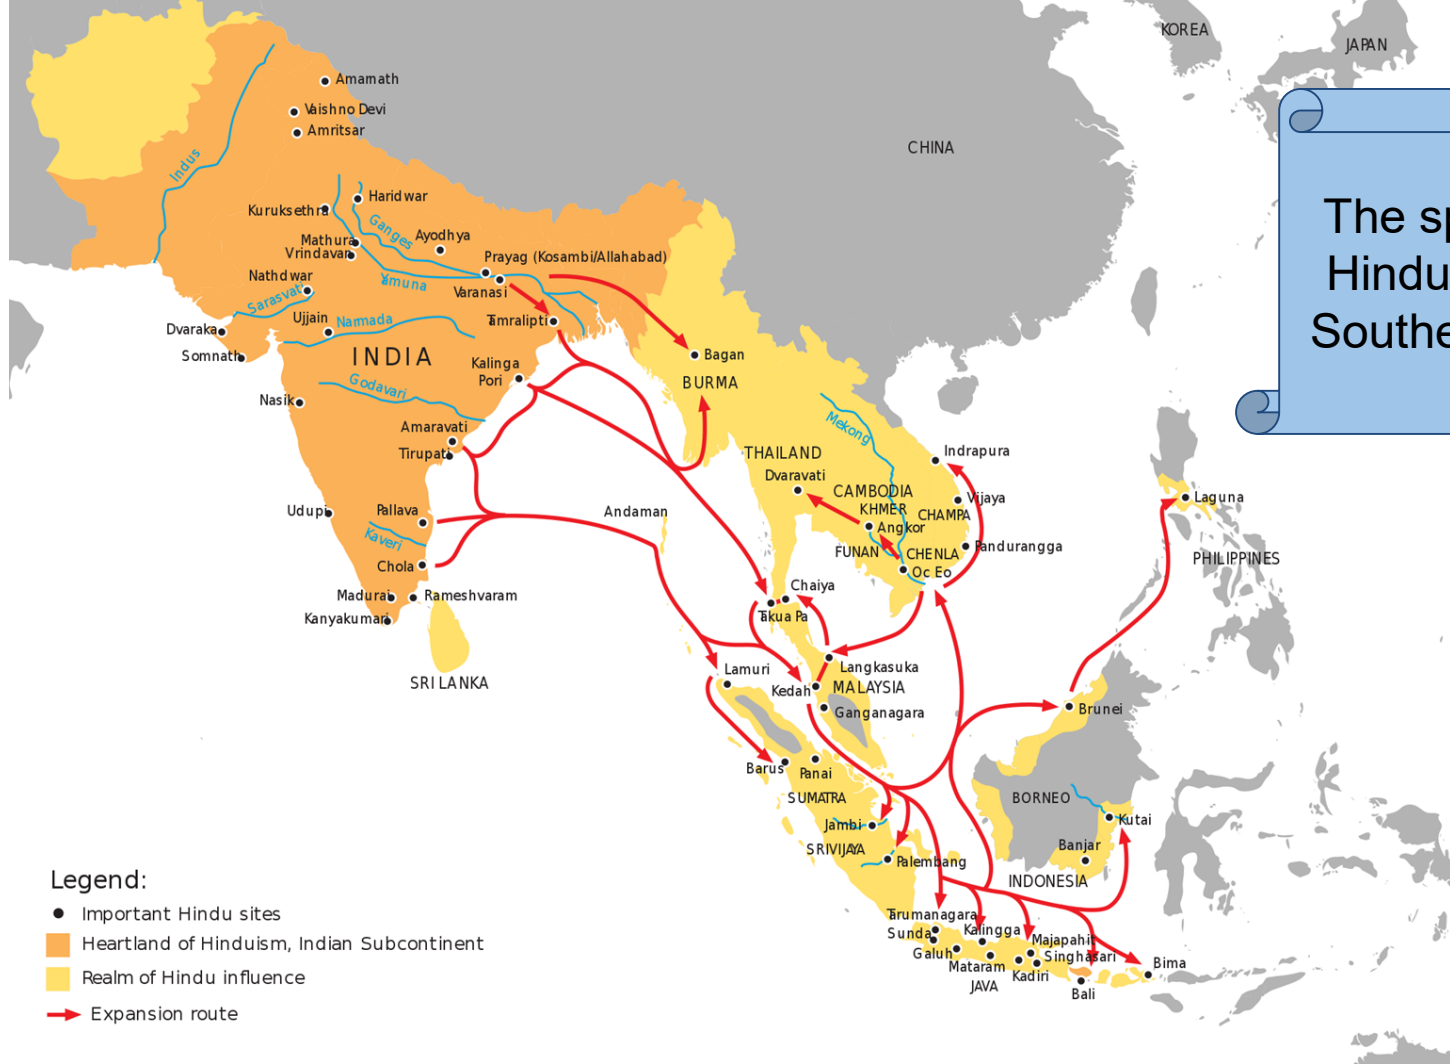 KOREA
JAPAN
CHINA
The sp
Hindu
Southe
Amarnath
Vaishno Devi
Amritsar
Indus
Haridwar
Kuruksethra
Ganges
Ayodhya
Mathura
Vrindavan
Prayag (Kosambi/Allahabad)
Yamuna
Varanasi
Nathdwar
Sarasvati
Tamralipti
Ujjain
Narmada
Dvaraka
Somnath
INDIA
Kalinga
Pori
Godavari
Nasik
Amaravati
Tirupati
Udupi
Pallava
Kaveri
Chola
Madurai
Rameshvaram
Kanyakumari
SRI LANKA
Andaman
Bagan
BURMA
Mekong
THAILAND
Dvaravati
CAMBODIA
KHMER
Angkor
FUNAN
CHENLA
Oc Eo
CHAMPA
Indrapura
Vijaya
Pandurangga
Laguna
PHILIPPINES
Chaiya
Takua Pa
Langkasuka
Lamuri
Kedah
MALAYSIA
Ganganagara
Brunei
Barus
Panai
SUMATRA
Jambi
SRIVIJAYA
Palembang
BORNEO
Kutai
Banjar
INDONESIA
Tarumanagara
Sunda
Kalingga
Galuh
Majapahit
Singhasari
Mataram
Kadiri
JAVA
Bali
Bima
Legend:
Important Hindu sites
Heartland of Hinduism, Indian Subcontinent
Realm of Hindu influence
Expansion route